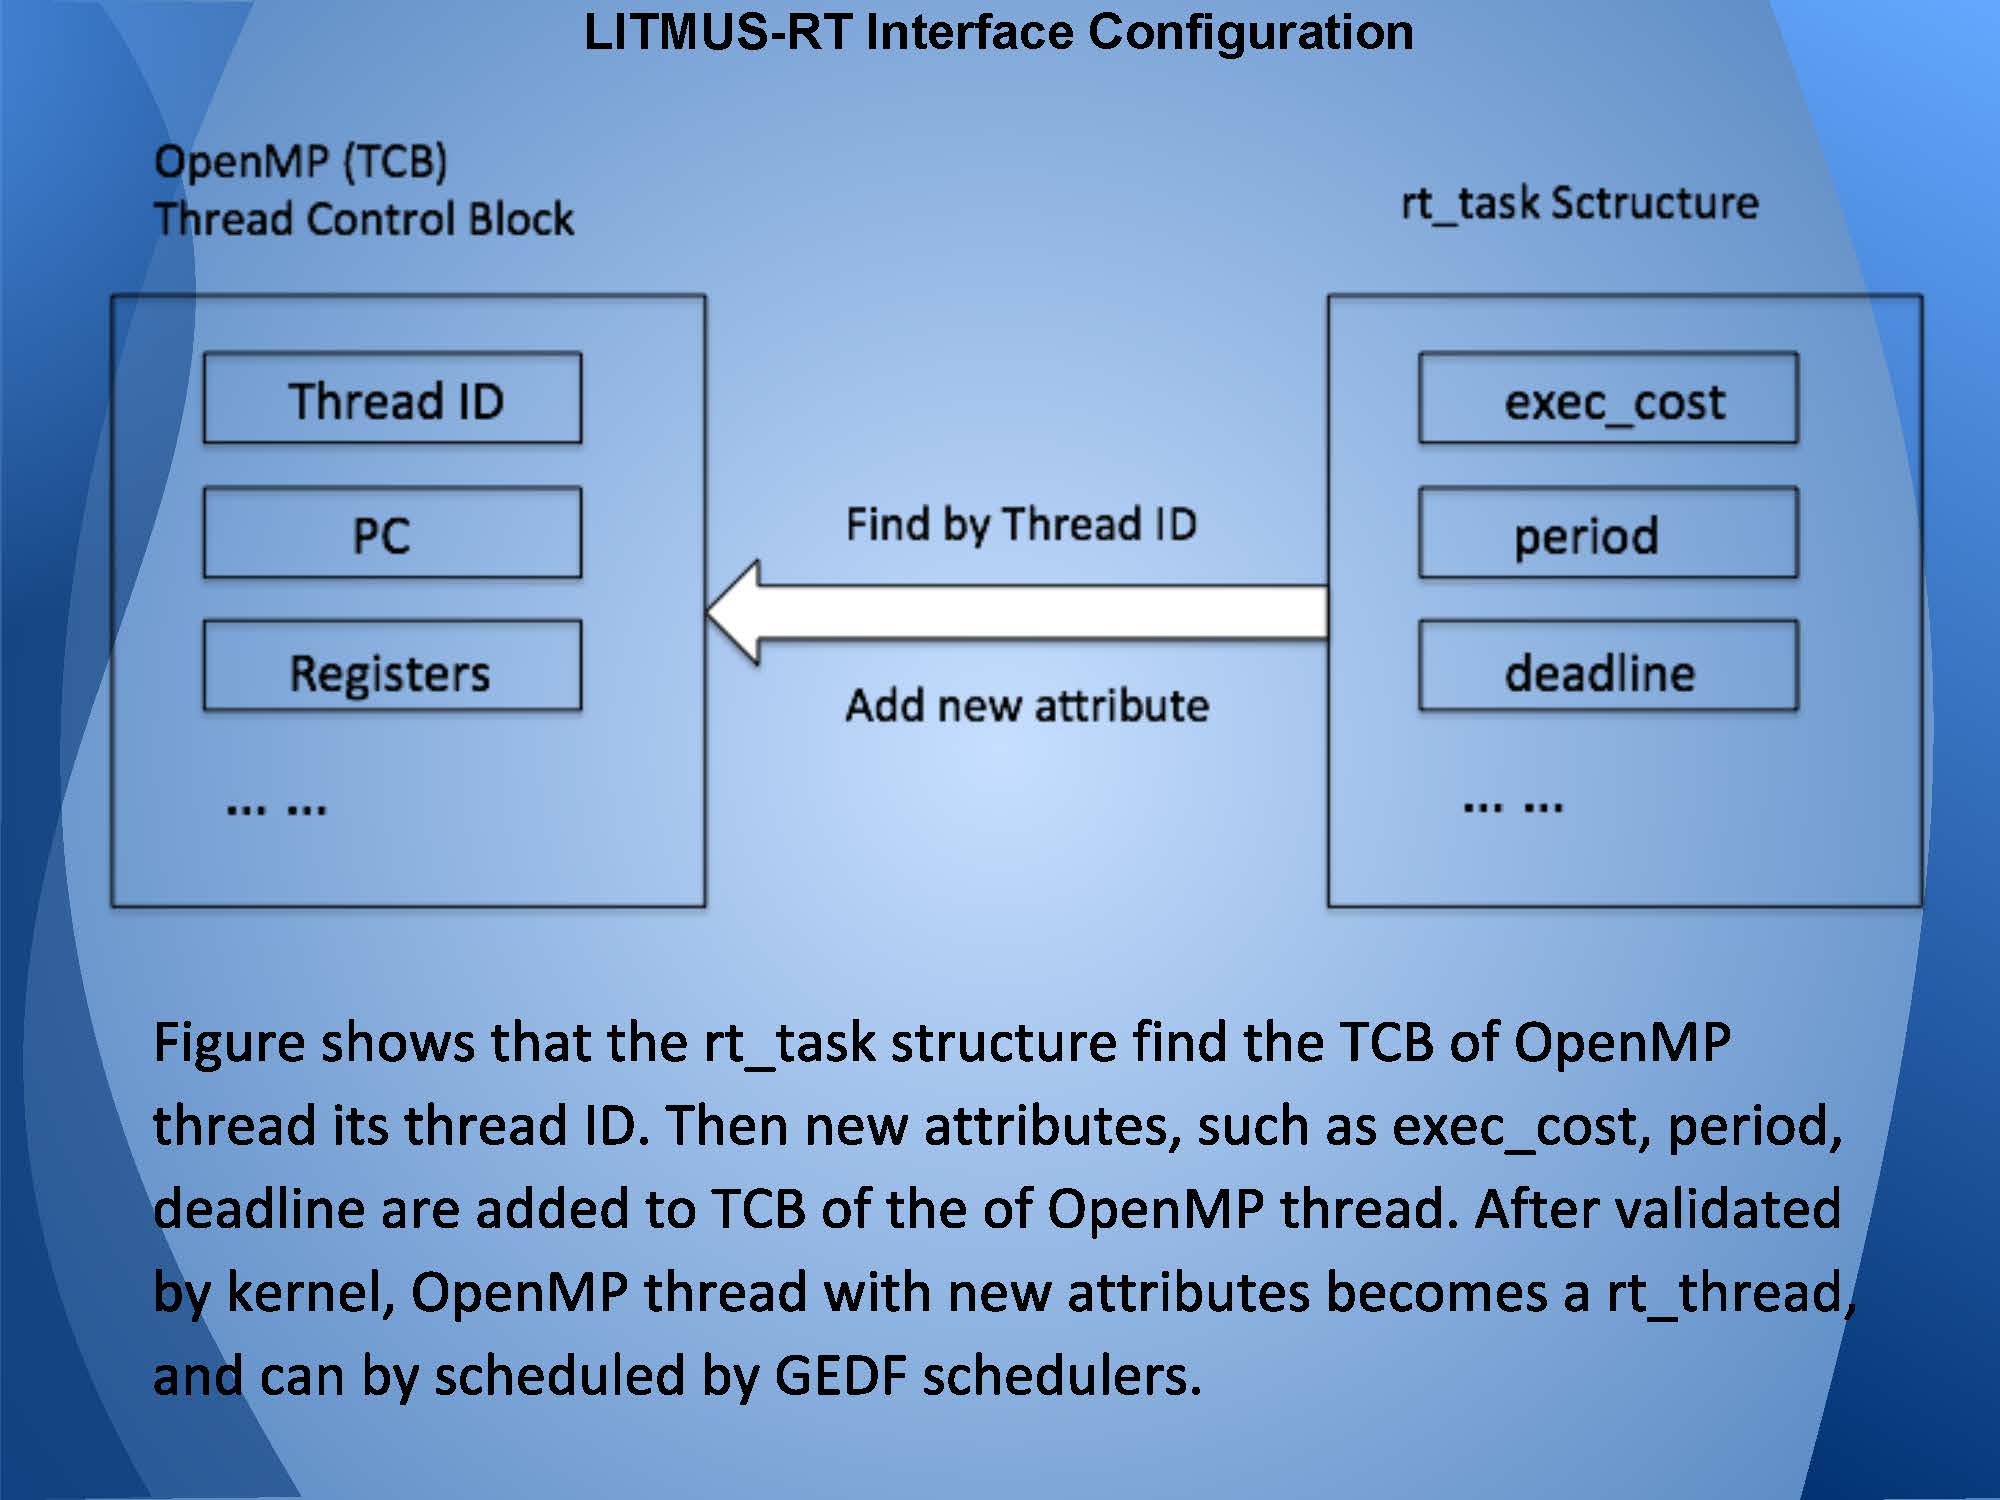 LITMUS-RT Interface Configuration
OpenMP (TCB)
Thread Control Block
rt_task Sctructure
Thread ID
PC
Registers
... ...
Find by Thread ID
Add new attribute
exec_cost
period
deadline
... ...
Figure shows that the rt_task structure find the TCB of OpenMP
thread its thread ID. Then new attributes, such as exec_cost, period,
deadline are added to TCB of the of OpenMP thread. After validated
by kernel, OpenMP thread with new attributes becomes a rt_thread,
and can by scheduled by GEDF schedulers.